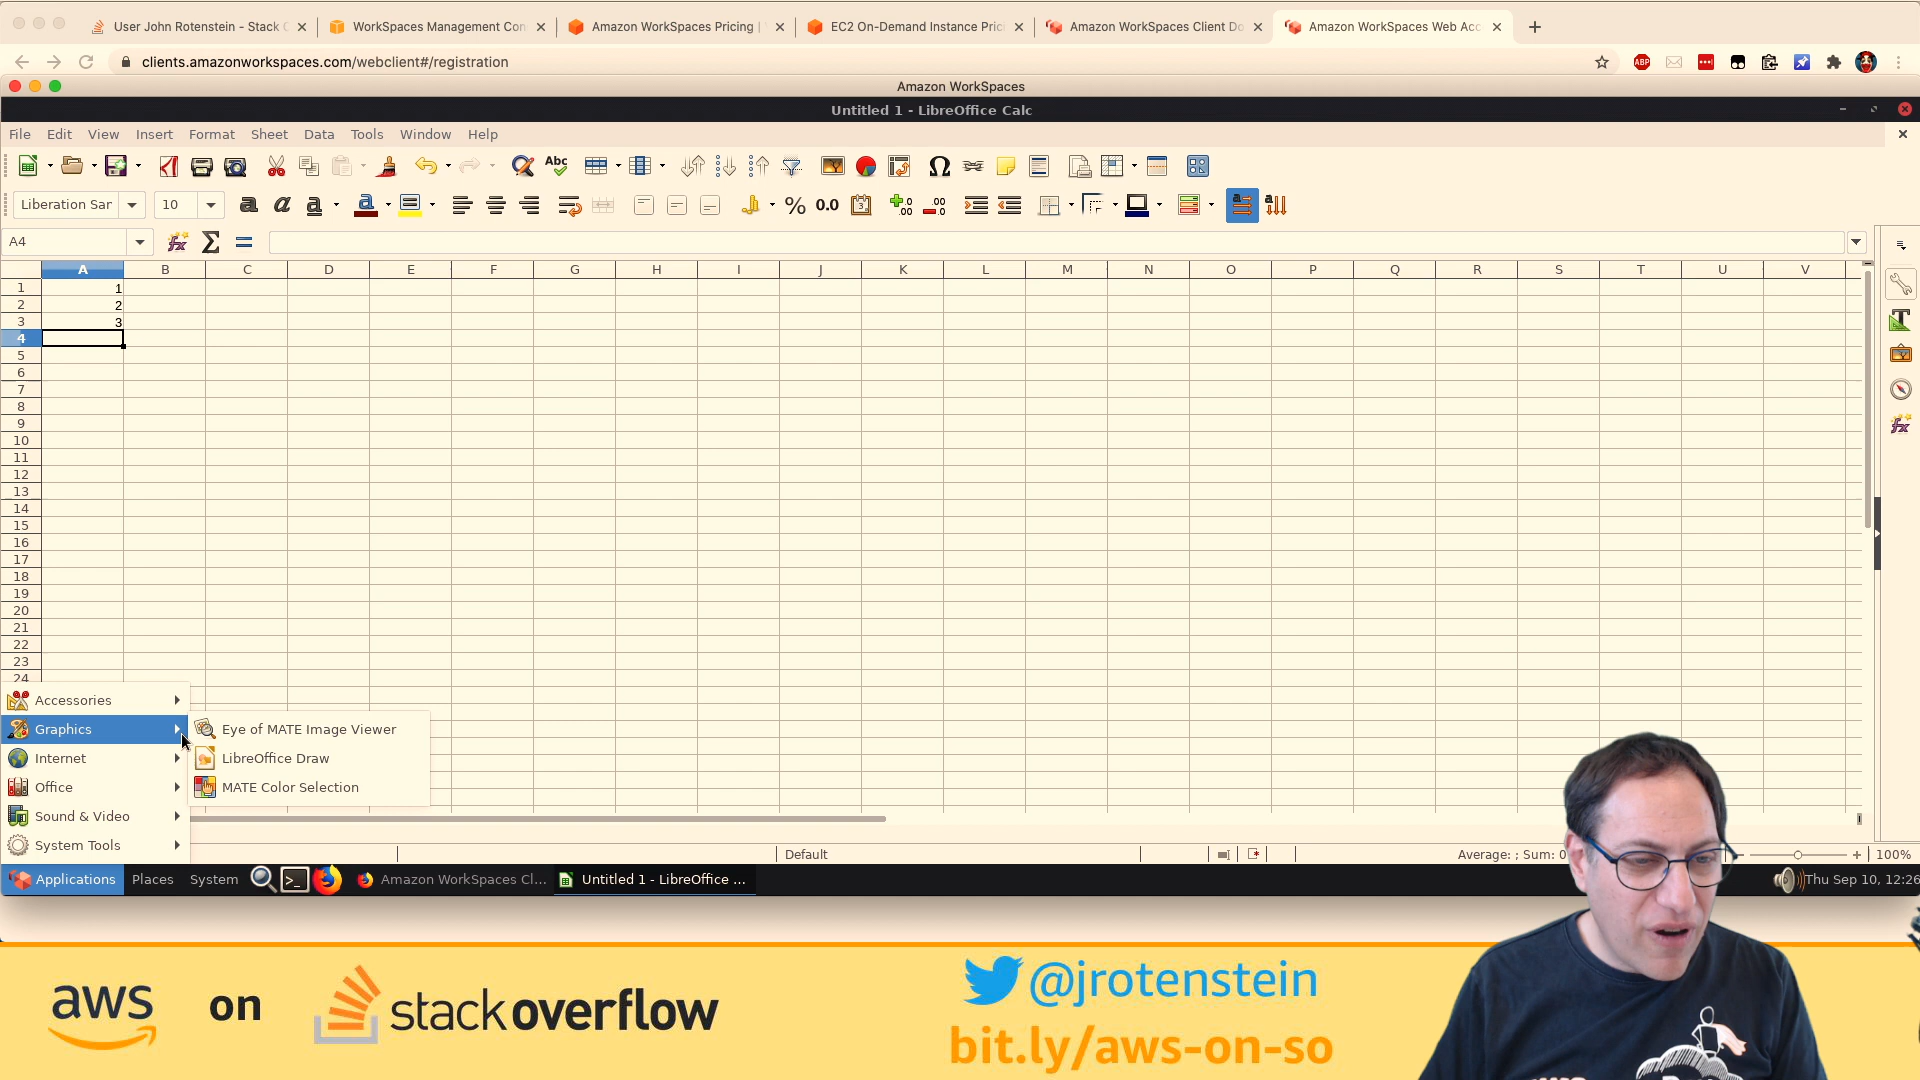 User John Rotenstein - Stack
WorkSpaces Management Con
Amazon WorkSpaces Pricing |
EC2 On-Demand Instance Pric
Amazon WorkSpaces Client Do
Amazon WorkSpaces Web Acc
clients.amazonworkspaces.com/webclient#/registration
ABP
Amazon WorkSpaces
Untitled 1 - LibreOffice Calc
File Edit View Insert Format Sheet Data Tools Window Help
Abc
Ω
Liberation Sar
10
a a a a % 0.0
A4
fx Σ =
A B C D E F G H I J K L M N O P Q R S T U V
1 1
2 2
3 3
4
5
6
7
8
9
10
11
12
13
14
15
16
17
18
19
20
21
22
23
24
Accessories
Graphics
Eye of MATE Image Viewer
Internet
LibreOffice Draw
Office
MATE Color Selection
Sound & Video
System Tools
Default
Average: ; Sum: 0
100%
Applications Places System
Amazon WorkSpaces Cl...
Untitled 1 - LibreOffice ...
Thu Sep 10, 12:26
aws on stackoverflow
@jrotenstein
bit.ly/aws-on-so